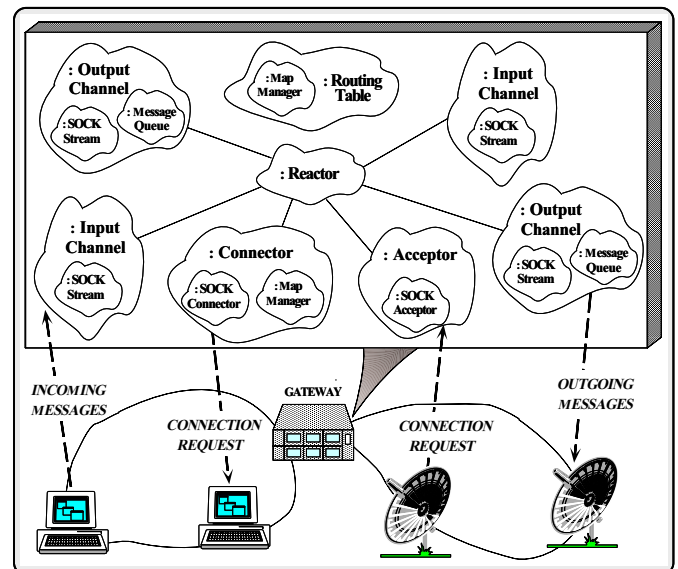 : Output
Channel
: SOCK
Stream
: Message
Queue
: Map
Manager
: Routing
Table
: Input
Channel
: SOCK
Stream
: Reactor
: Input
Channel
: SOCK
Stream
: Connector
: SOCK
Connector
: Map
Manager
: Acceptor
: SOCK
Acceptor
: Output
Channel
: SOCK
Stream
: Message
Queue
INCOMING
MESSAGES
CONNECTION
REQUEST
GATEWAY
CONNECTION
REQUEST
OUTGOING
MESSAGES